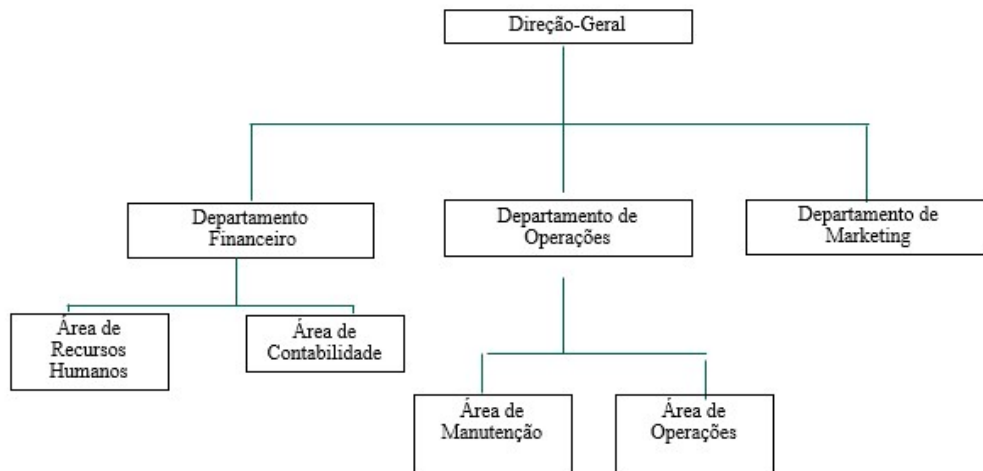 Direção-Geral
Departamento
Financeiro
Departamento de
Operações
Departamento de
Marketing
Área de
Recursos
Humanos
Área de
Contabilidade
Área de
Manutenção
Área de
Operações